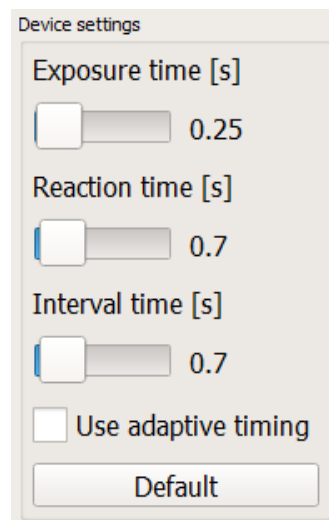 Device settings
Exposure time [s]
0.25
Reaction time [s]
0.7
Interval time [s]
0.7
Use adaptive timing
Default